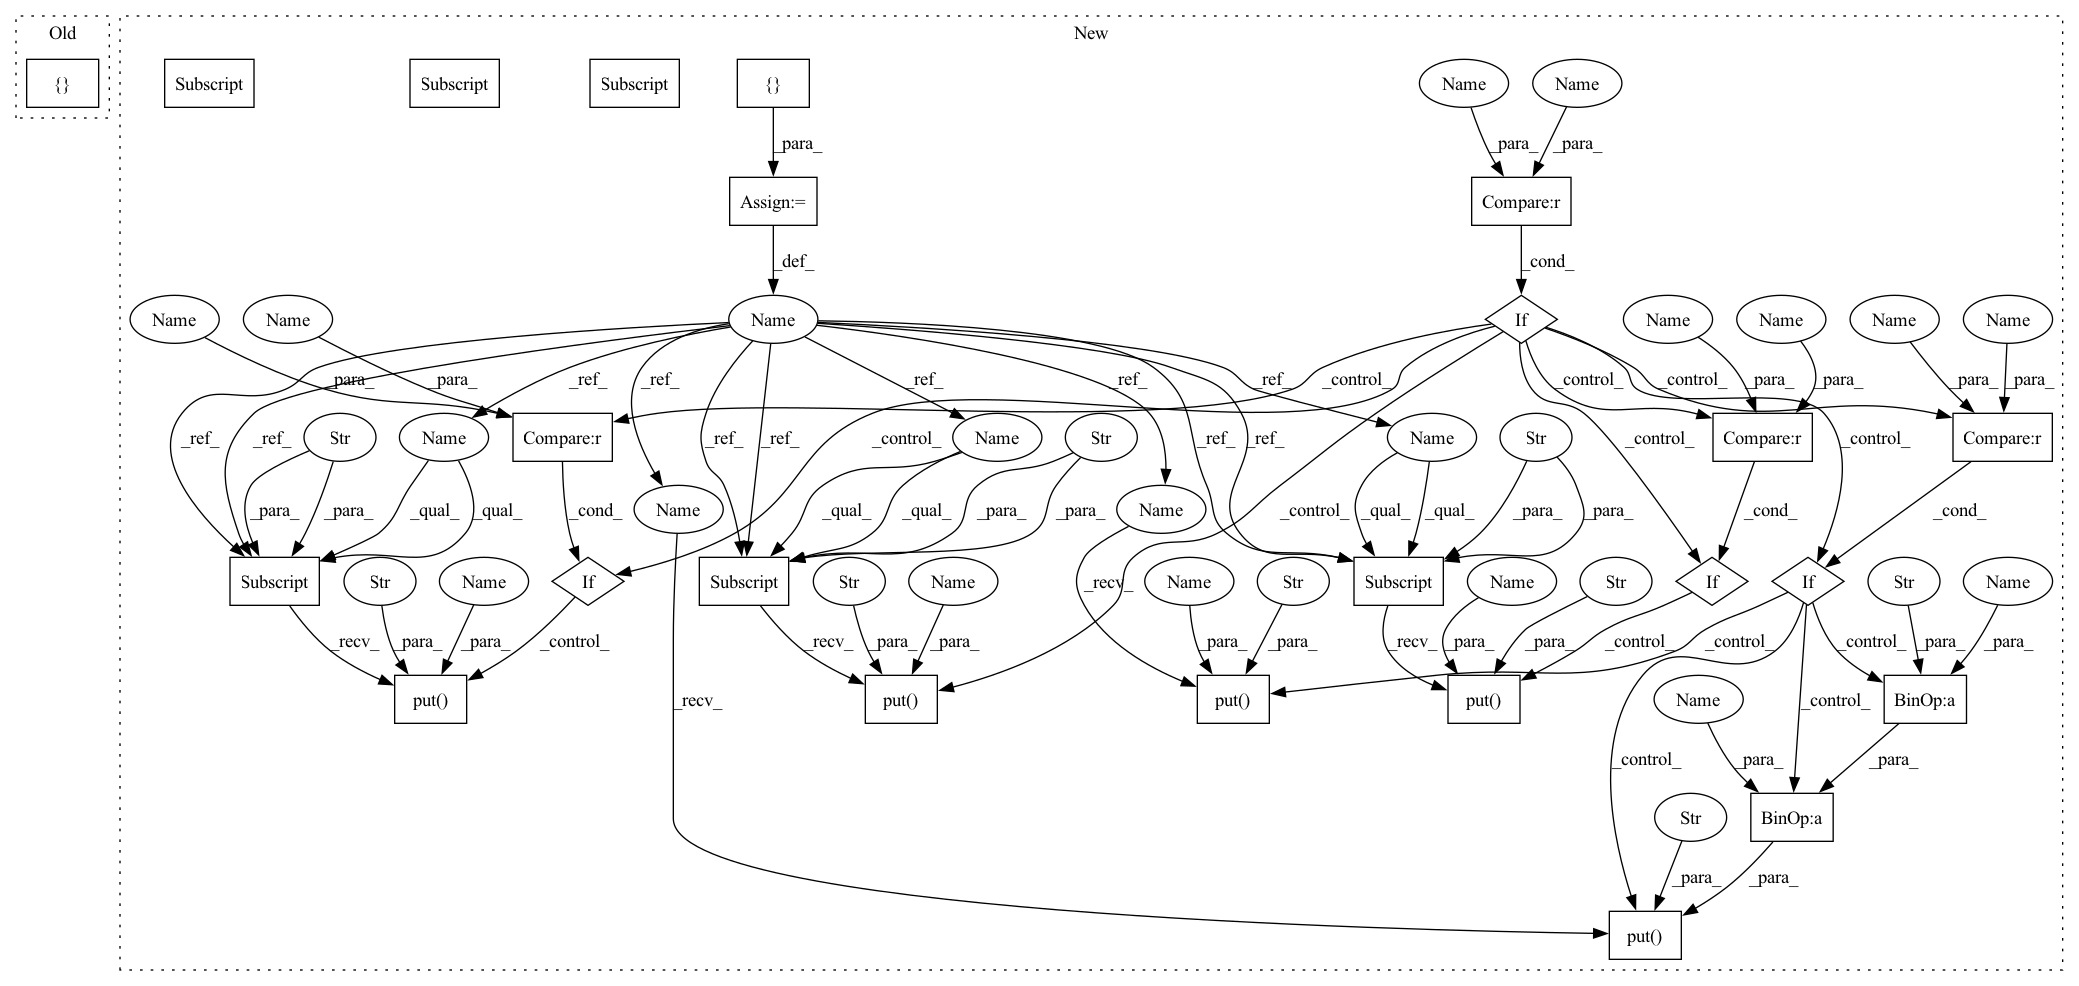 Old
New
{}
Subscript
Subscript
Subscript
{}
Name
Name
_para_
_para_
_para_
Assign:=
Compare:r
_def_
_cond_
Name
Name
Name
If
Name
Name
Name
Name
_para_
_para_
_ref_
_ref_
_ref_
_ref_
_ref_
_control_
_control_
_control_
_para_
_para_
_para_
_para_
Str
Name
Compare:r
Name
Str
Name
Str
Compare:r
Compare:r
_ref_
_ref_
_control_
_ref_
_ref_
_ref_
_ref_
_control_
_control_
Name
Name
_para_
_para_
_qual_
_qual_
_cond_
_qual_
_qual_
_para_
_para_
_control_
_qual_
_qual_
_para_
_para_
_cond_
_cond_
Subscript
Str
Name
If
Subscript
Str
Name
Name
Str
Subscript
Name
Str
If
If
Str
Name
_recv_
_recv_
_para_
_para_
_control_
_recv_
_para_
_para_
_para_
_para_
_recv_
_para_
_para_
_control_
_control_
_control_
_para_
_para_
put()
put()
put()
put()
Name
BinOp:a
_recv_
_control_
_control_
_para_
_para_
Str
BinOp:a
_para_
_para_
put()